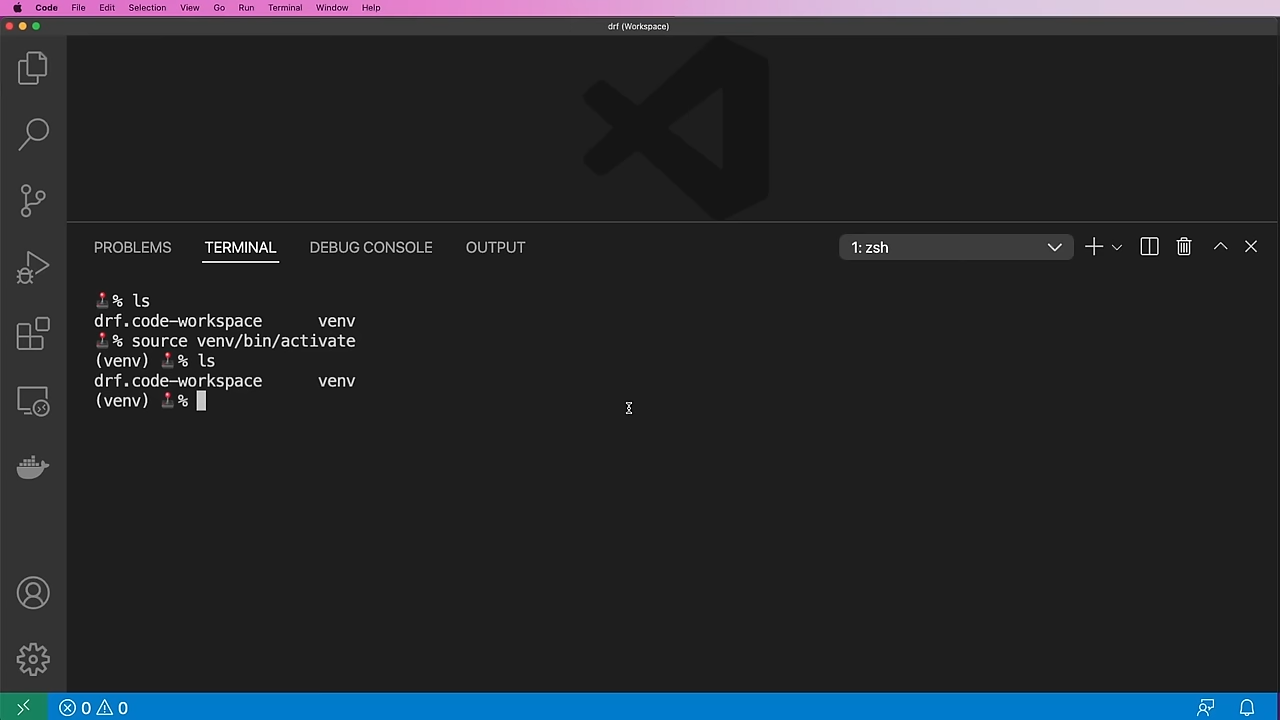 Code File Edit Selection View Go Run Terminal Window Help
drf (Workspace)
PROBLEMS TERMINAL DEBUG CONSOLE OUTPUT 1: zsh
% ls
drf.code-workspace venv
% source venv/bin/activate
(venv) % ls
drf.code-workspace venv
(venv) %
0 0